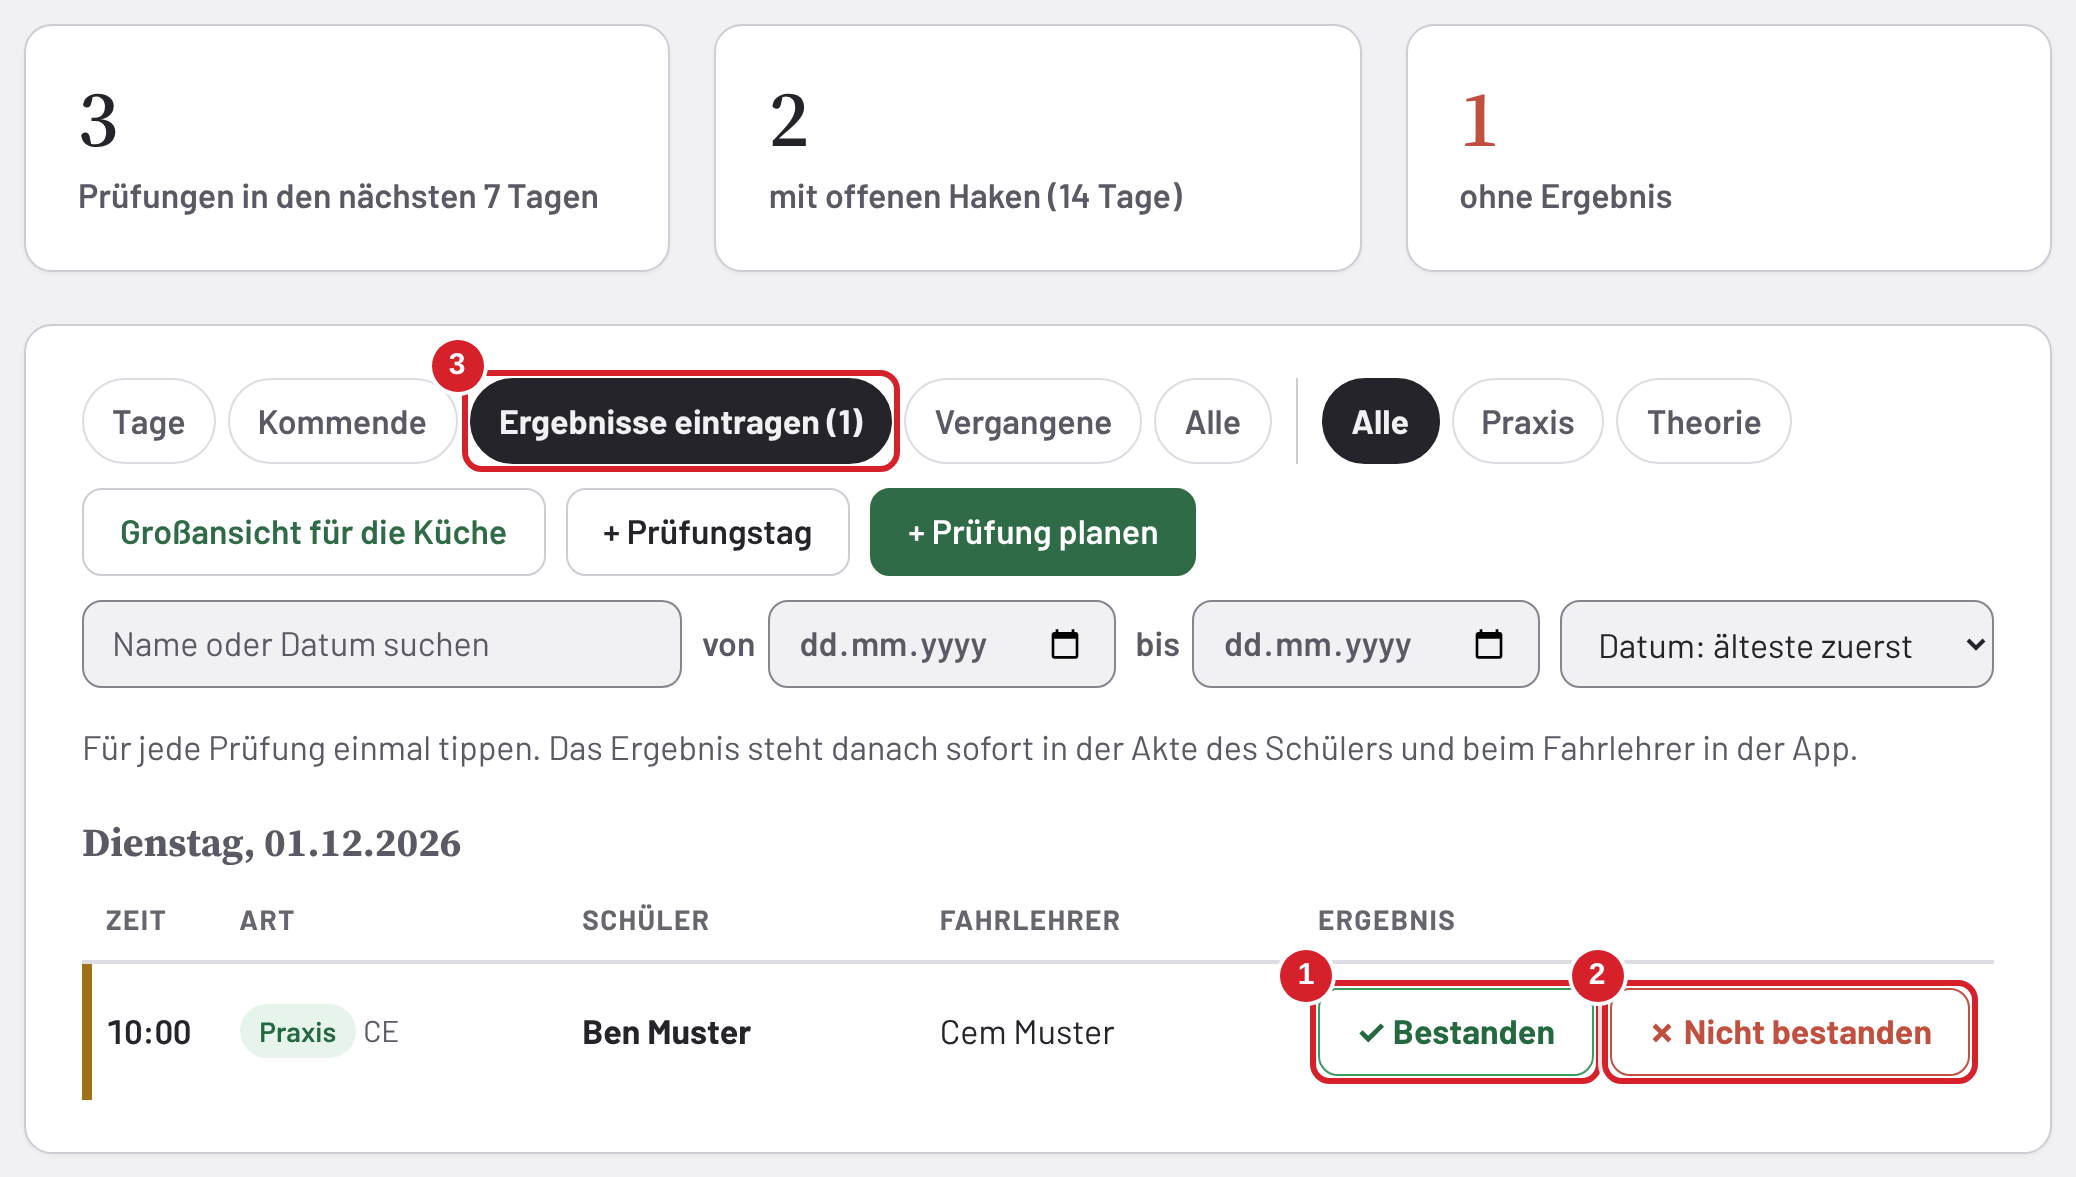 3
Prüfungen in den nächsten 7 Tagen
2
mit offenen Haken (14 Tage)
1
ohne Ergebnis
3
Tage Kommende Ergebnisse eintragen (1) Vergangene Alle Alle Praxis Theorie
Großansicht für die Küche + Prüfungstag + Prüfung planen
Name oder Datum suchen von dd.mm.yyyy bis dd.mm.yyyy Datum: älteste zuerst
Für jede Prüfung einmal tippen. Das Ergebnis steht danach sofort in der Akte des Schülers und beim Fahrlehrer in der App.
Dienstag, 01.12.2026
ZEIT ART SCHÜLER FAHRLEHRER ERGEBNIS
1 2
10:00 Praxis CE Ben Muster Cem Muster ✓ Bestanden ✕ Nicht bestanden